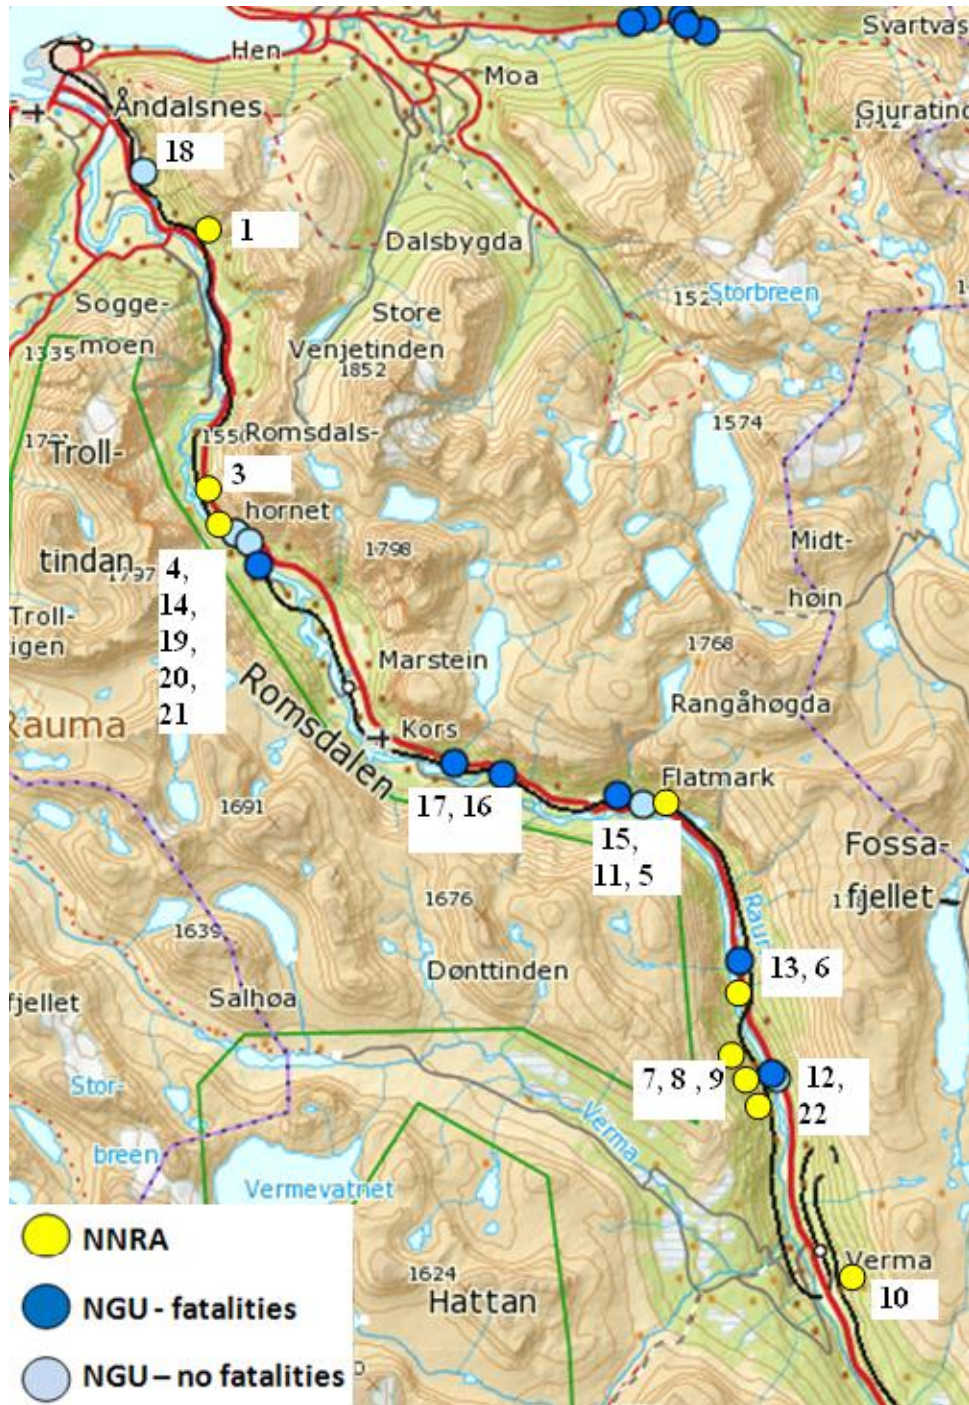 Hen
Svartvas
Moa
Åndalsnes
Gjuratind
18
1
Dalsbygda
Sogge-
moen
Store
Venjetinden
1852
Storbreen
1335
Troll-
tindan
1797
1574
Romsdals-
hornet
3
4,
14,
19,
20,
21
1798
Midt-
høin
Troll-
igen
Rauma
Romsdalen
Marstein
1768
Rangåhøgda
Kors
Flatmark
17, 16
15,
11, 5
1691
Fossa-
fjellet
1676
1639
Dønttinden
13, 6
fjellet
Salhøa
Stor-
breen
7, 8 , 9
12,
22
Verma
Vermevatnet
1624
Hattan
Verma
10
NNRA
NGU - fatalities
NGU – no fatalities